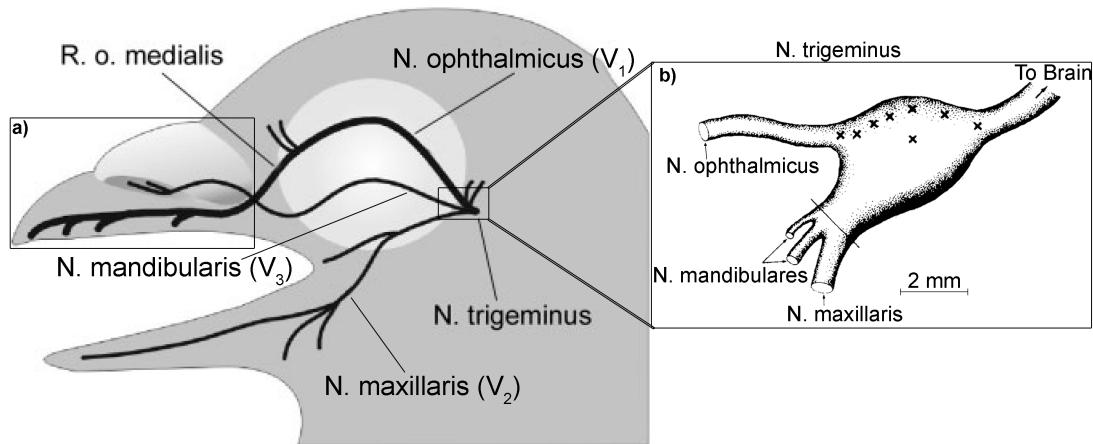 R. o. medialis
N. ophthalmicus (V1)
N. trigeminus
b)
To Brain
a)
N. ophthalmicus
N. mandibularis (V3)
N. mandibulares
2 mm
N. trigeminus
N. maxillaris
N. maxillaris (V2)